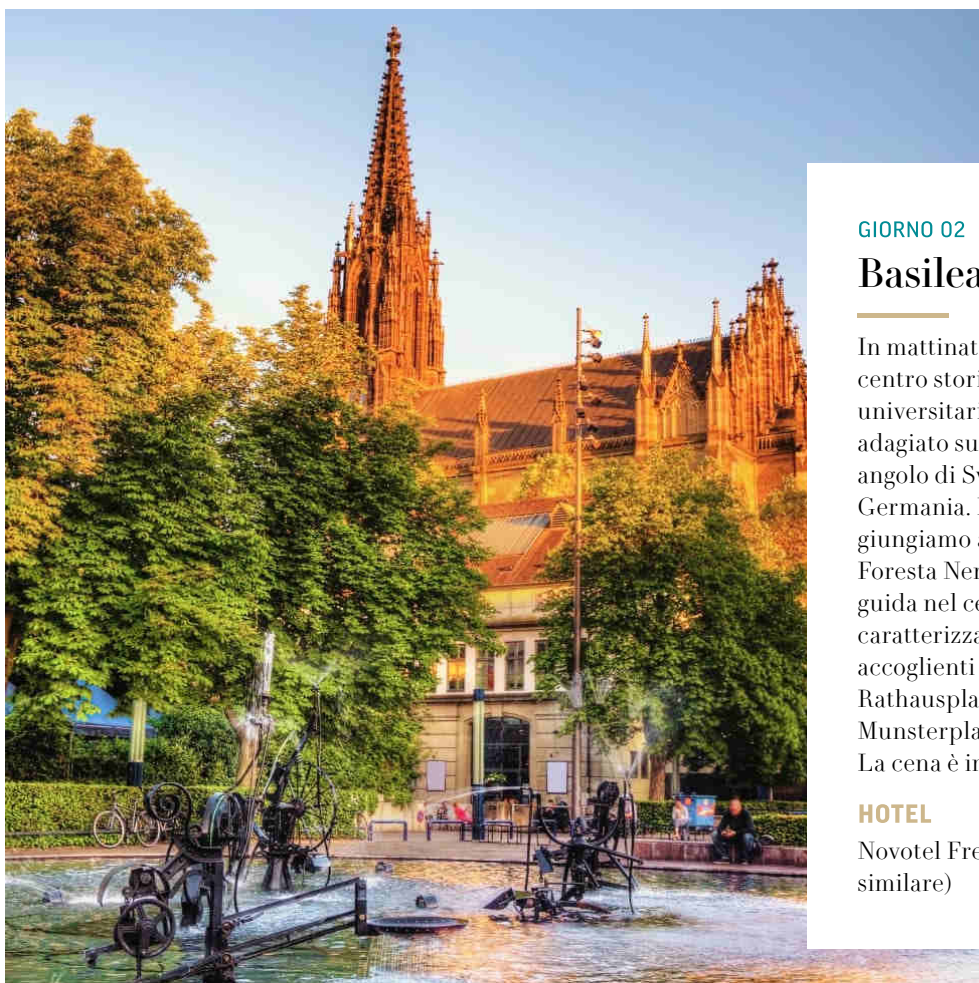 GIORNO 02
Basilea
In mattinat
centro stori
universitar
adagiato su
angolo di Sv
Germania.
giungiamo a
Foresta Ner
guida nel ce
caratterizza
accoglienti
Rathauspla
Munsterpla
La cena è in
HOTEL
Novotel Fre
similare)